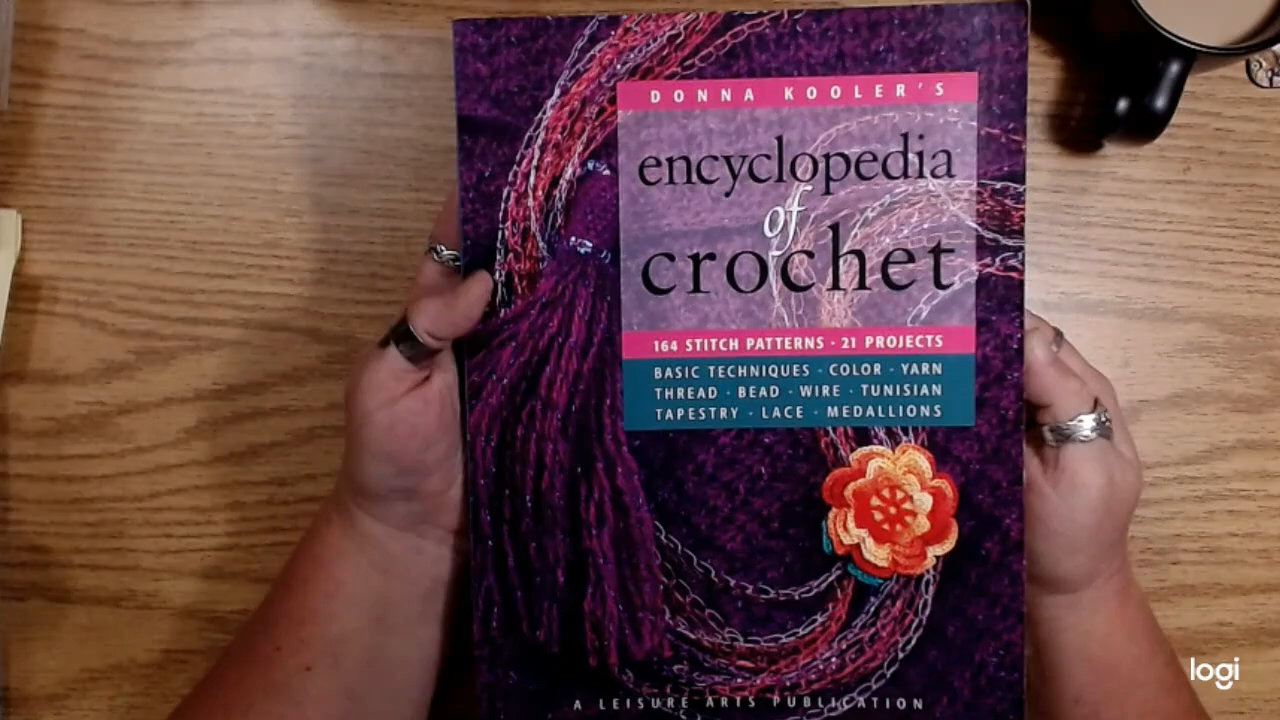 DONNA KOOLER'S
encyclopedia
of
crochet
164 STITCH PATTERNS · 21 PROJECTS
BASIC TECHNIQUES · COLOR · YARN
THREAD · BEAD · WIRE · TUNISIAN
TAPESTRY · LACE · MEDALLIONS
A LEISURE ARTS PUBLICATION
logi